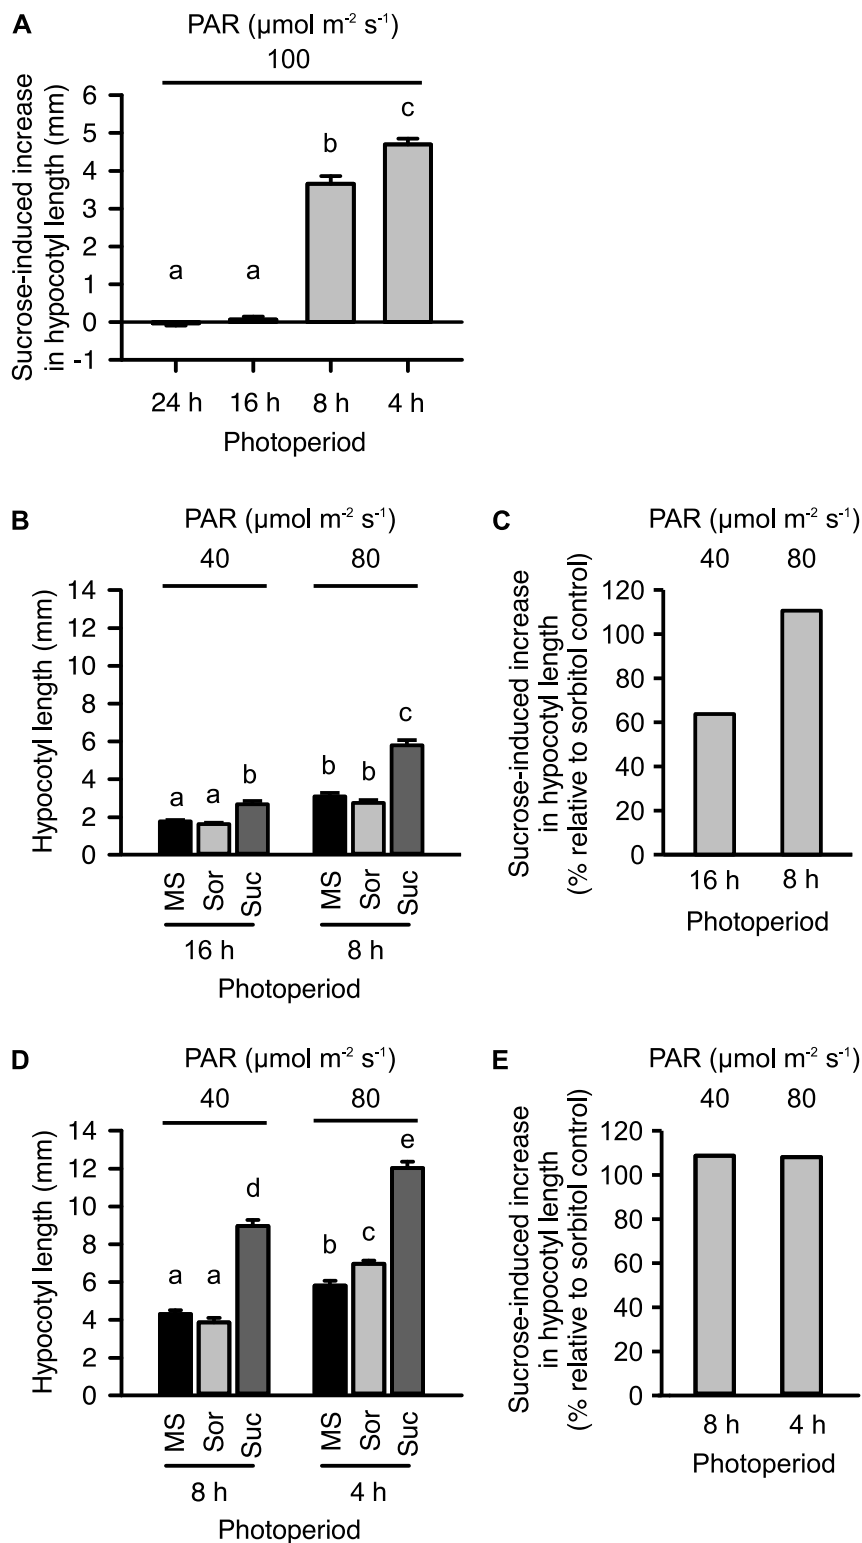 A
PAR (µmol m-2 s-1)
100
Sucrose-induced increase
in hypocotyl length (mm)
6
5
4
3
2
1
0
-1
a
a
b
c
24 h
16 h
8 h
4 h
Photoperiod
B
PAR (µmol m-2 s-1)
40
80
Hypocotyl length (mm)
14
12
10
8
6
4
2
0
a
a
b
b
b
c
MS
Sor
Suc
MS
Sor
Suc
16 h
8 h
Photoperiod
C
PAR (µmol m-2 s-1)
40
80
Sucrose-induced increase
in hypocotyl length
(% relative to sorbitol control)
120
100
80
60
40
20
0
16 h
8 h
Photoperiod
D
PAR (µmol m-2 s-1)
40
80
Hypocotyl length (mm)
14
12
10
8
6
4
2
0
a
a
d
b
c
e
MS
Sor
Suc
MS
Sor
Suc
8 h
4 h
Photoperiod
E
PAR (µmol m-2 s-1)
40
80
Sucrose-induced increase
in hypocotyl length
(% relative to sorbitol control)
120
100
80
60
40
20
0
8 h
4 h
Photoperiod